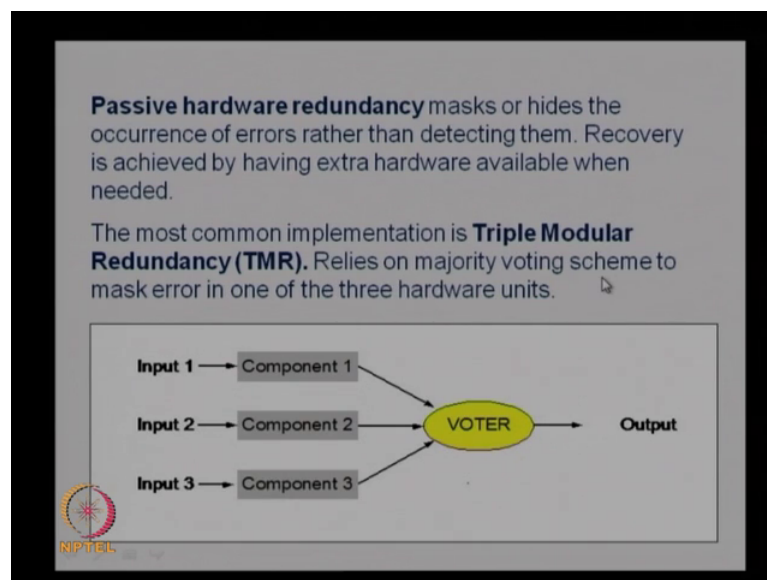 Passive hardware redundancy masks or hides the
occurrence of errors rather than detecting them. Recovery
is achieved by having extra hardware available when
needed.
The most common implementation is Triple Modular
Redundancy (TMR). Relies on majority voting scheme to
mask error in one of the three hardware units.
Input 1 Component 1
Input 2 Component 2 VOTER Output
Input 3 Component 3
NPTEL